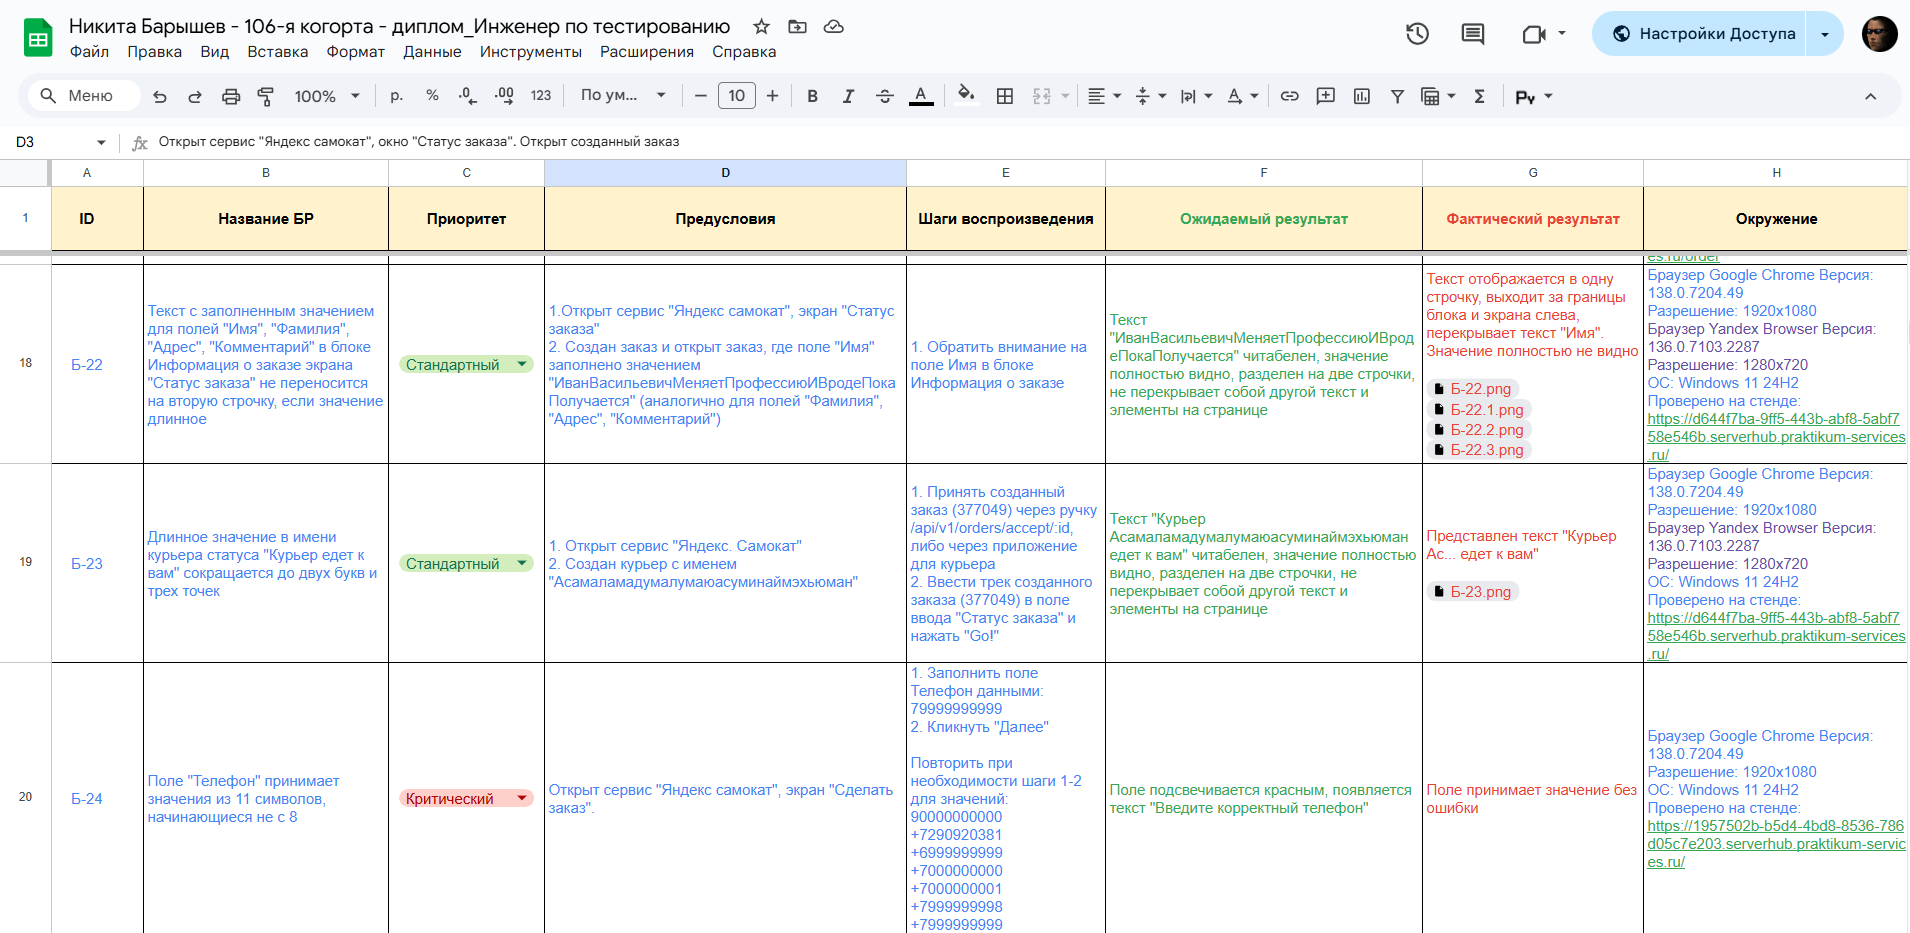 Никита Барышев - 106-я когорта - диплом_Инженер по тестированию
Файл Правка Вид Вставка Формат Данные Инструменты Расширения Справка
Настройки Доступа
Меню 100% р. % .0 .00 123 По ум... 10 B I A Σ Pγ
D3 fx Открыт сервис "Яндекс самокат", окно "Статус заказа". Открыт созданный заказ
A B C D E F G H
1 ID Название БР Приоритет Предусловия Шаги воспроизведения Ожидаемый результат Фактический результат Окружение
es.ru/order
18
Б-22
Текст с заполненным значением
для полей "Имя", "Фамилия",
"Адрес", "Комментарий" в блоке
Информация о заказе экрана
"Статус заказа" не переносится
на вторую строчку, если значение
длинное
Стандартный
1.Открыт сервис "Яндекс самокат", экран "Статус
заказа"
2. Создан заказ и открыт заказ, где поле "Имя"
заполнено значением
"ИванВасильевичМеняетПрофессиюИВродеПока
Получается" (аналогично для полей "Фамилия",
"Адрес", "Комментарий")
1. Обратить внимание на
поле Имя в блоке
Информация о заказе
Текст
"ИванВасильевичМеняетПрофессиюИВрод
еПокаПолучается" читабелен, значение
полностью видно, разделен на две строчки,
не перекрывает собой другой текст и
элементы на странице
Текст отображается в одну
строчку, выходит за границы
блока и экрана слева,
перекрывает текст "Имя".
Значение полностью не видно
Б-22.png
Б-22.1.png
Б-22.2.png
Б-22.3.png
Браузер Google Chrome Версия:
138.0.7204.49
Разрешение: 1920x1080
Браузер Yandex Browser Версия:
136.0.7103.2287
Разрешение: 1280x720
ОС: Windows 11 24H2
Проверено на стенде:
https://d644f7ba-9ff5-443b-abf8-5abf7
58e546b.serverhub.praktikum-services
.ru/
19
Б-23
Длинное значение в имени
курьера статуса "Курьер едет к
вам" сокращается до двух букв и
трех точек
Стандартный
1. Открыт сервис "Яндекс. Самокат"
2. Создан курьер с именем
"Асамаламадумалумаюасуминаймэхьюман"
1. Принять созданный
заказ (377049) через ручку
/api/v1/orders/accept/:id,
либо через приложение
для курьера
2. Ввести трек созданного
заказа (377049) в поле
ввода "Статус заказа" и
нажать "Go!"
Текст "Курьер
Асамаламадумалумаюасуминаймэхьюман
едет к вам" читабелен, значение полностью
видно, разделен на две строчки, не
перекрывает собой другой текст и
элементы на странице
Представлен текст "Курьер
Ас... едет к вам"
Б-23.png
Браузер Google Chrome Версия:
138.0.7204.49
Разрешение: 1920x1080
Браузер Yandex Browser Версия:
136.0.7103.2287
Разрешение: 1280x720
ОС: Windows 11 24H2
Проверено на стенде:
https://d644f7ba-9ff5-443b-abf8-5abf7
58e546b.serverhub.praktikum-services
.ru/
20
Б-24
Поле "Телефон" принимает
значения из 11 символов,
начинающиеся не с 8
Критический
Открыт сервис "Яндекс самокат", экран "Сделать
заказ".
1. Заполнить поле
Телефон данными:
79999999999
2. Кликнуть "Далее"
Повторить при
необходимости шаги 1-2
для значений:
90000000000
+7290920381
+6999999999
+7000000000
+7000000001
+7999999998
+7999999999
Поле подсвечивается красным, появляется
текст "Введите корректный телефон"
Поле принимает значение без
ошибки
Браузер Google Chrome Версия:
138.0.7204.49
Разрешение: 1920x1080
ОС: Windows 11 24H2
Проверено на стенде:
https://1957502b-b5d4-4bd8-8536-786
d05c7e203.serverhub.praktikum-servic
es.ru/